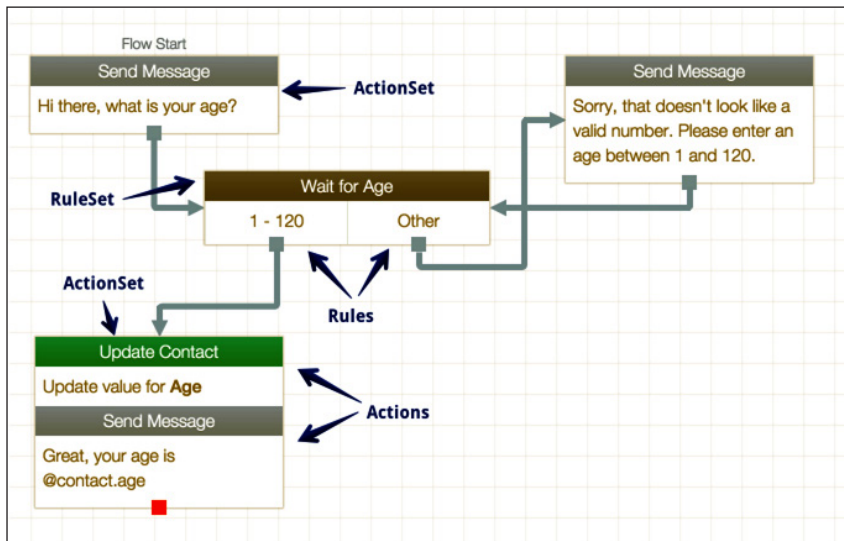 Flow Start
Send Message
Hi there, what is your age?
ActionSet
Send Message
Sorry, that doesn't look like a
valid number. Please enter an
age between 1 and 120.
RuleSet
Wait for Age
1 - 120
Other
Rules
ActionSet
Update Contact
Update value for Age
Send Message
Great, your age is
@contact.age
Actions